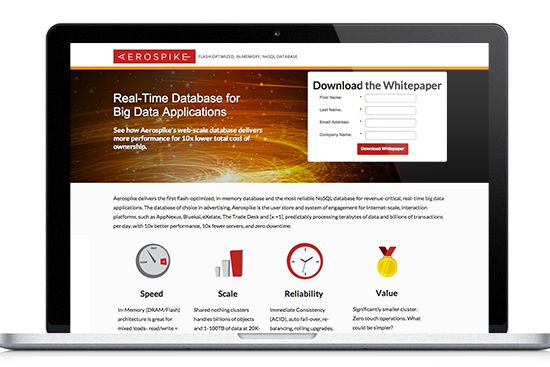 AEROSPIKE FLASH-OPTIMIZED, IN-MEMORY, NoSQL DATABASE
Real-Time Database for
Big Data Applications
See how Aerospike's web-scale database delivers
more performance for 10x lower total cost of
ownership.
Download the Whitepaper
First Name: *
Last Name: *
Email Address: *
Company Name: *
Download Whitepaper
Aerospike delivers the first flash-optimized, in-memory database and the most reliable NoSQL database for revenue-critical, real-time big data
applications. The database of choice in advertising, Aerospike is the user store and system of engagement for internet-scale, interaction
platforms, such as AppNexus, Bluekai, eXelate, The Trade Desk and [x +1], predictably processing terabytes of data and billions of transactions
per day, with 10x better performance, 10x fewer servers, and zero downtime.
Speed
In-Memory (DRAM/Flash)
architecture is great for
mixed loads- read/write +
Scale
Shared nothing clusters
handles billions of objects
and 1-100TB of data at 20K-
Reliability
Immediate Consistency
(ACID), auto fail-over, re-
balancing, rolling upgrades,
Value
Significantly smaller cluster.
Zero touch operations. What
could be simpler?